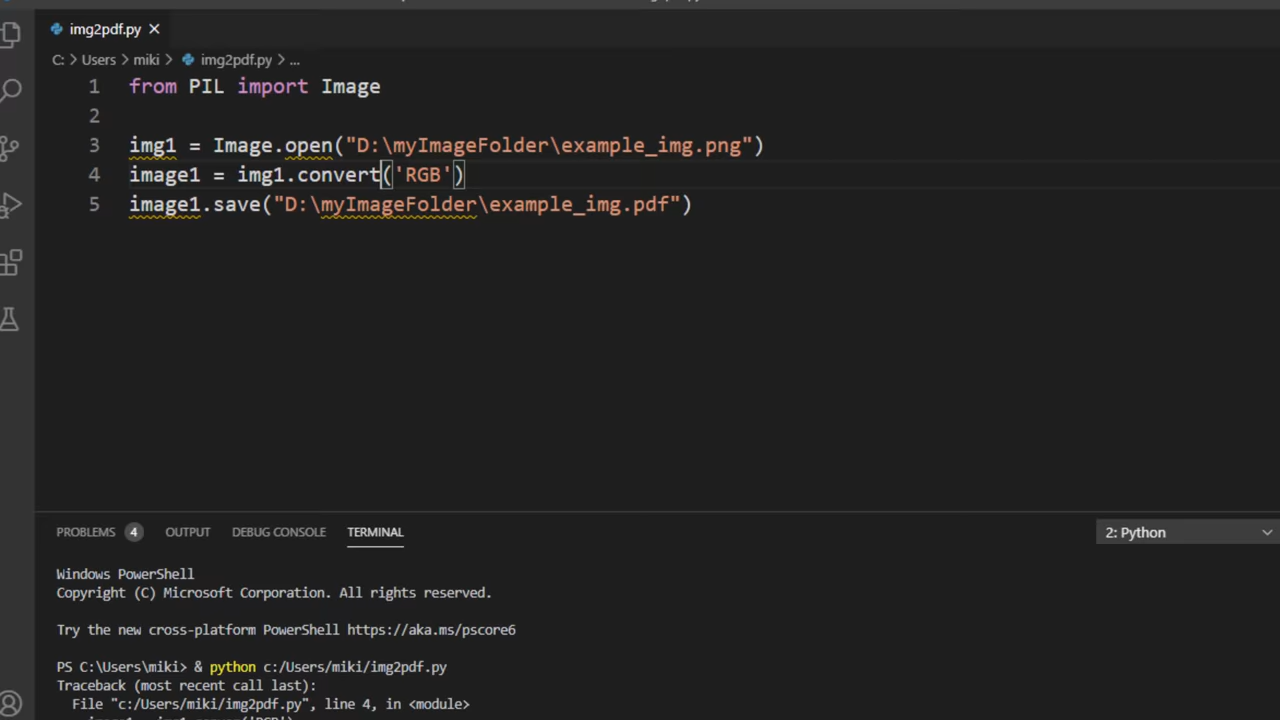 img2pdf.py
C: > Users > miki > img2pdf.py > ...
1 from PIL import Image
2
3 img1 = Image.open("D:\myImageFolder\example_img.png")
4 image1 = img1.convert('RGB')
5 image1.save("D:\myImageFolder\example_img.pdf")
PROBLEMS 4 OUTPUT DEBUG CONSOLE TERMINAL 2: Python
Windows PowerShell
Copyright (C) Microsoft Corporation. All rights reserved.
Try the new cross-platform PowerShell https://aka.ms/pscore6
PS C:\Users\miki> & python c:/Users/miki/img2pdf.py
Traceback (most recent call last):
File "c:/Users/miki/img2pdf.py", line 4, in <module>